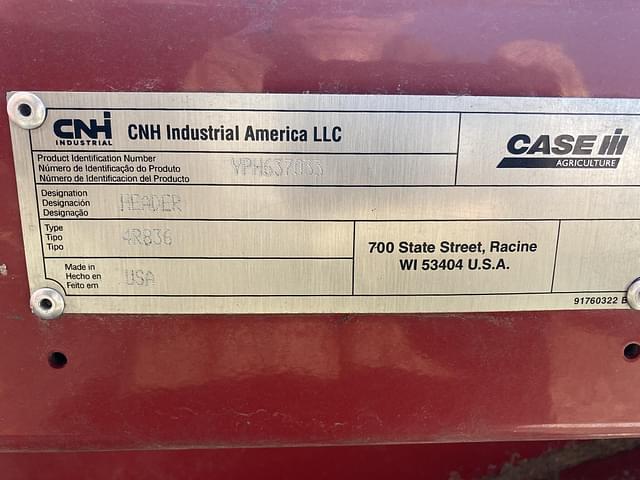 CNH
INDUSTRIAL
CNH Industrial America LLC
CASE IH
AGRICULTURE
Product Identification Number
Número de Identificação do Produto
Número de Identificacion del Producto
YPH637033
Designation
Designación
Designação
HEADER
Type
Tipo
Tipo
4R836
700 State Street, Racine
WI 53404 U.S.A.
Made in
Hecho en
Feito em
USA
91760322 B